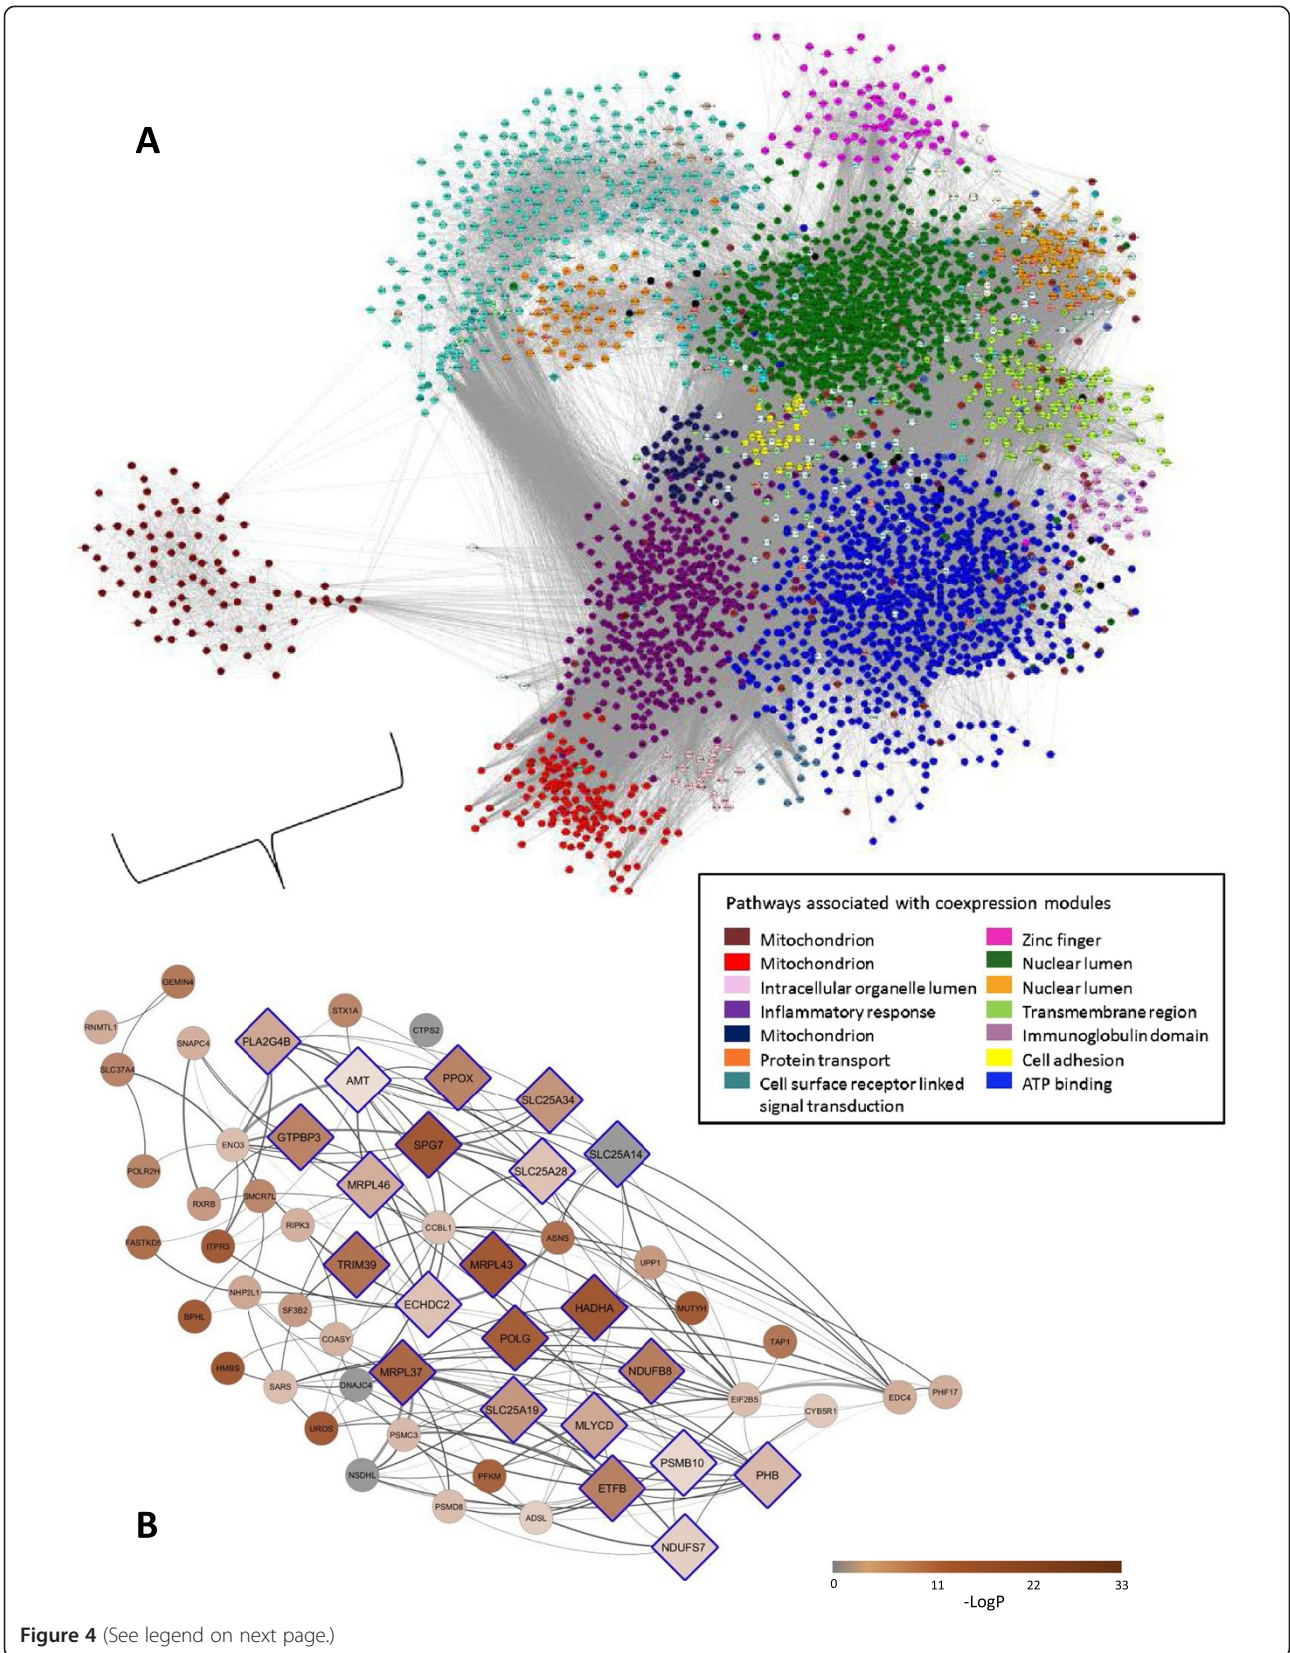 A
Pathways associated with coexpression modules
Mitochondrion
Mitochondrion
Intracellular organelle lumen
Inflammatory response
Mitochondrion
Protein transport
Cell surface receptor linked
signal transduction
Zinc finger
Nuclear lumen
Nuclear lumen
Transmembrane region
Immunoglobulin domain
Cell adhesion
ATP binding
GEMIN4
RNMTL1
STX1A
CTPS2
SNAPC4
PLA2G4B
SLC37A4
AMT
PPOX
SLC25A34
ENO3
GTPBP3
SPG7
SLC25A14
POLR2H
SLC25A28
MRPL46
RXRB
SMCR7L
RIPK3
CCBL1
FASTKD5
ITPR3
ASNS
UPP1
TRIM39
MRPL43
NHP2L1
ECHDC2
HADHA
MUTYH
BPHL
SF3B2
COASY
POLG
TAP1
HMBS
SARS
DNAJC4
MRPL37
NDUFB8
EIF2B5
EDC4
PHF17
CYB5R1
UROS
PSMC3
SLC25A19
MLYCD
NSDHL
PFKM
PSMB10
PHB
ETFB
PSMD8
ADSL
NDUFS7
B
0 11 22 33
-LogP
Figure 4 (See legend on next page.)